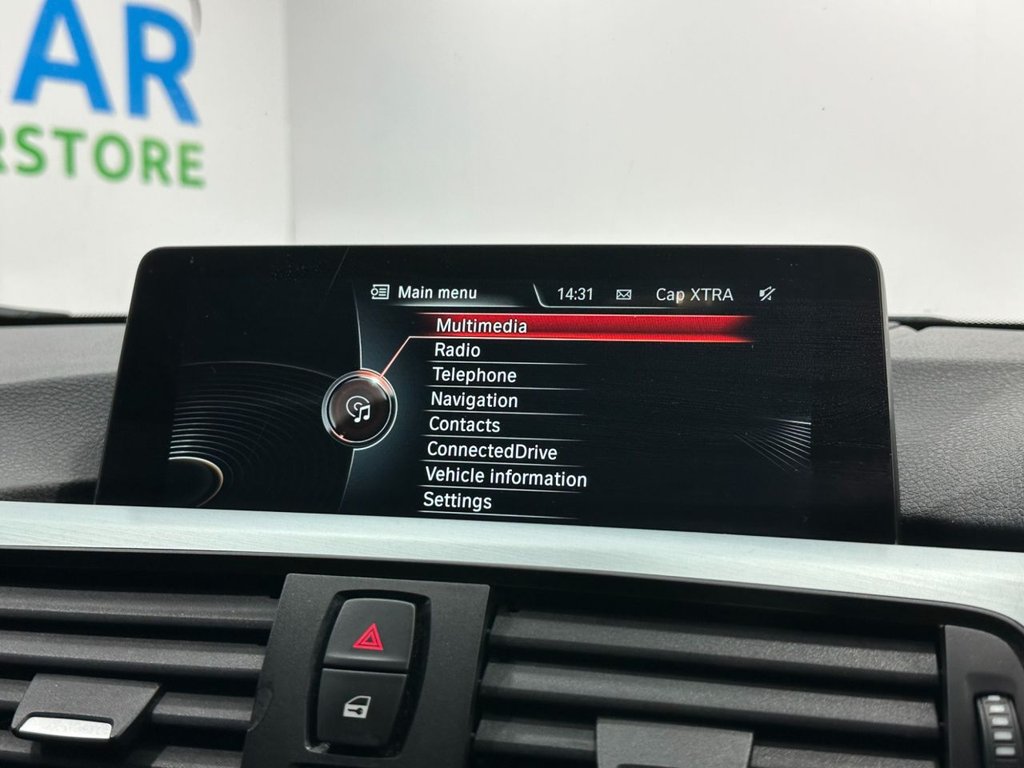 AR
RSTORE
Main menu
14:31
Cap XTRA
Multimedia
Radio
Telephone
Navigation
Contacts
ConnectedDrive
Vehicle information
Settings